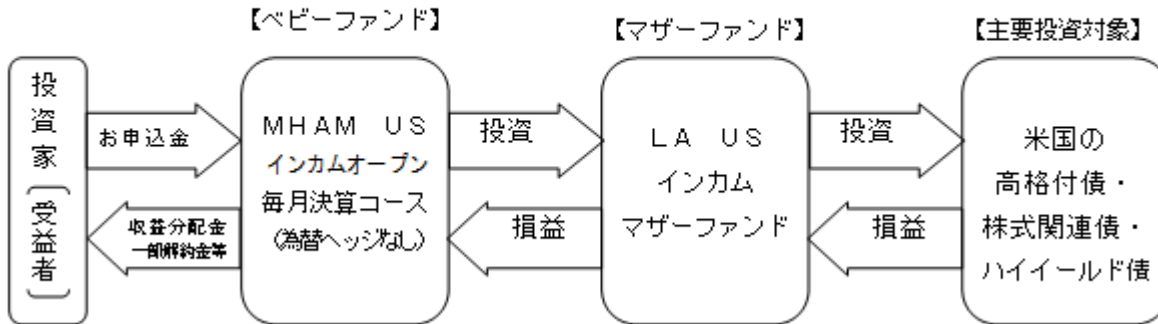 【ベビーファンド】
【マザーファンド】
【主要投資対象】
投資家(受益者)
お申込金
収益分配金
一部解約金等
MHAM US
インカムオープン
毎月決算コース
(為替ヘッジなし)
投資
損益
LA US
インカム
マザーファンド
投資
損益
米国の
高格付債・
株式関連債・
ハイイールド債